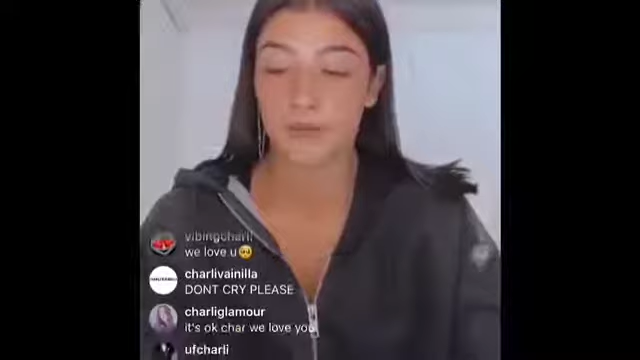 vibingcharli
we love u🥺
charlivainilla
DONT CRY PLEASE
charliglamour
it's ok char we love you
ufcharli